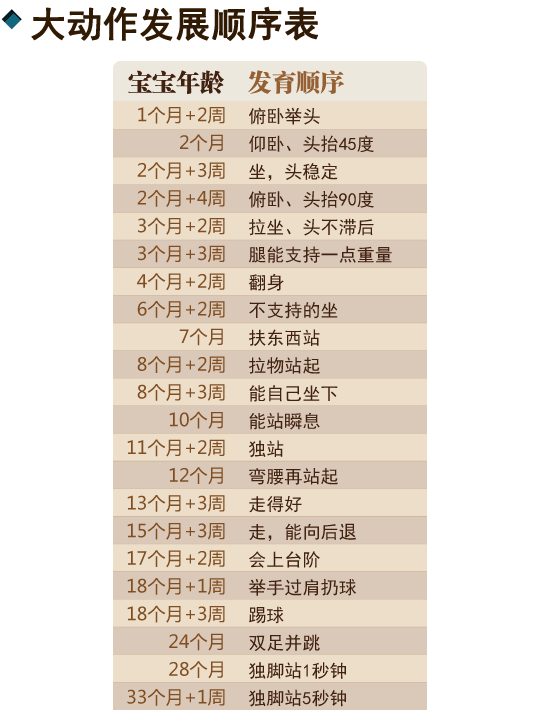 大动作发展顺序表
宝宝年龄 发育顺序
1个月+2周 俯卧举头
2个月 仰卧、头抬45度
2个月+3周 坐，头稳定
2个月+4周 俯卧、头抬90度
3个月+2周 拉坐、头不滞后
3个月+3周 腿能支持一点重量
4个月+2周 翻身
6个月+2周 不支持的坐
7个月 扶东西站
8个月+2周 拉物站起
8个月+3周 能自己坐下
10个月 能站瞬息
11个月+2周 独站
12个月 弯腰再站起
13个月+3周 走得好
15个月+3周 走，能向后退
17个月+2周 会上台阶
18个月+1周 举手过肩扔球
18个月+3周 踢球
24个月 双足并跳
28个月 独脚站1秒钟
33个月+1周 独脚站5秒钟